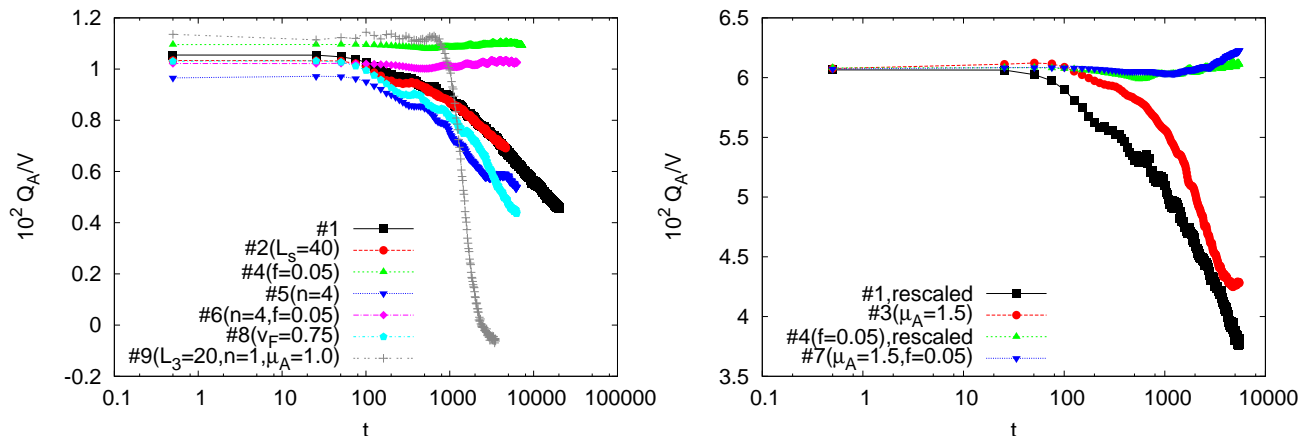 1.2
1
0.8
0.6
0.4
0.2
0
-0.2
10² Q_A/V
#1
#2(L_s=40)
#4(f=0.05)
#5(n=4)
#6(n=4,f=0.05)
#8(v_F=0.75)
#9(L_3=20,n=1,μ_A=1.0)
0.1 1 10 100 1000 10000 100000
t
6.5
6
5.5
5
4.5
4
3.5
10² Q_A/V
#1,rescaled
#3(μ_A=1.5)
#4(f=0.05),rescaled
#7(μ_A=1.5,f=0.05)
0.1 1 10 100 1000 10000
t